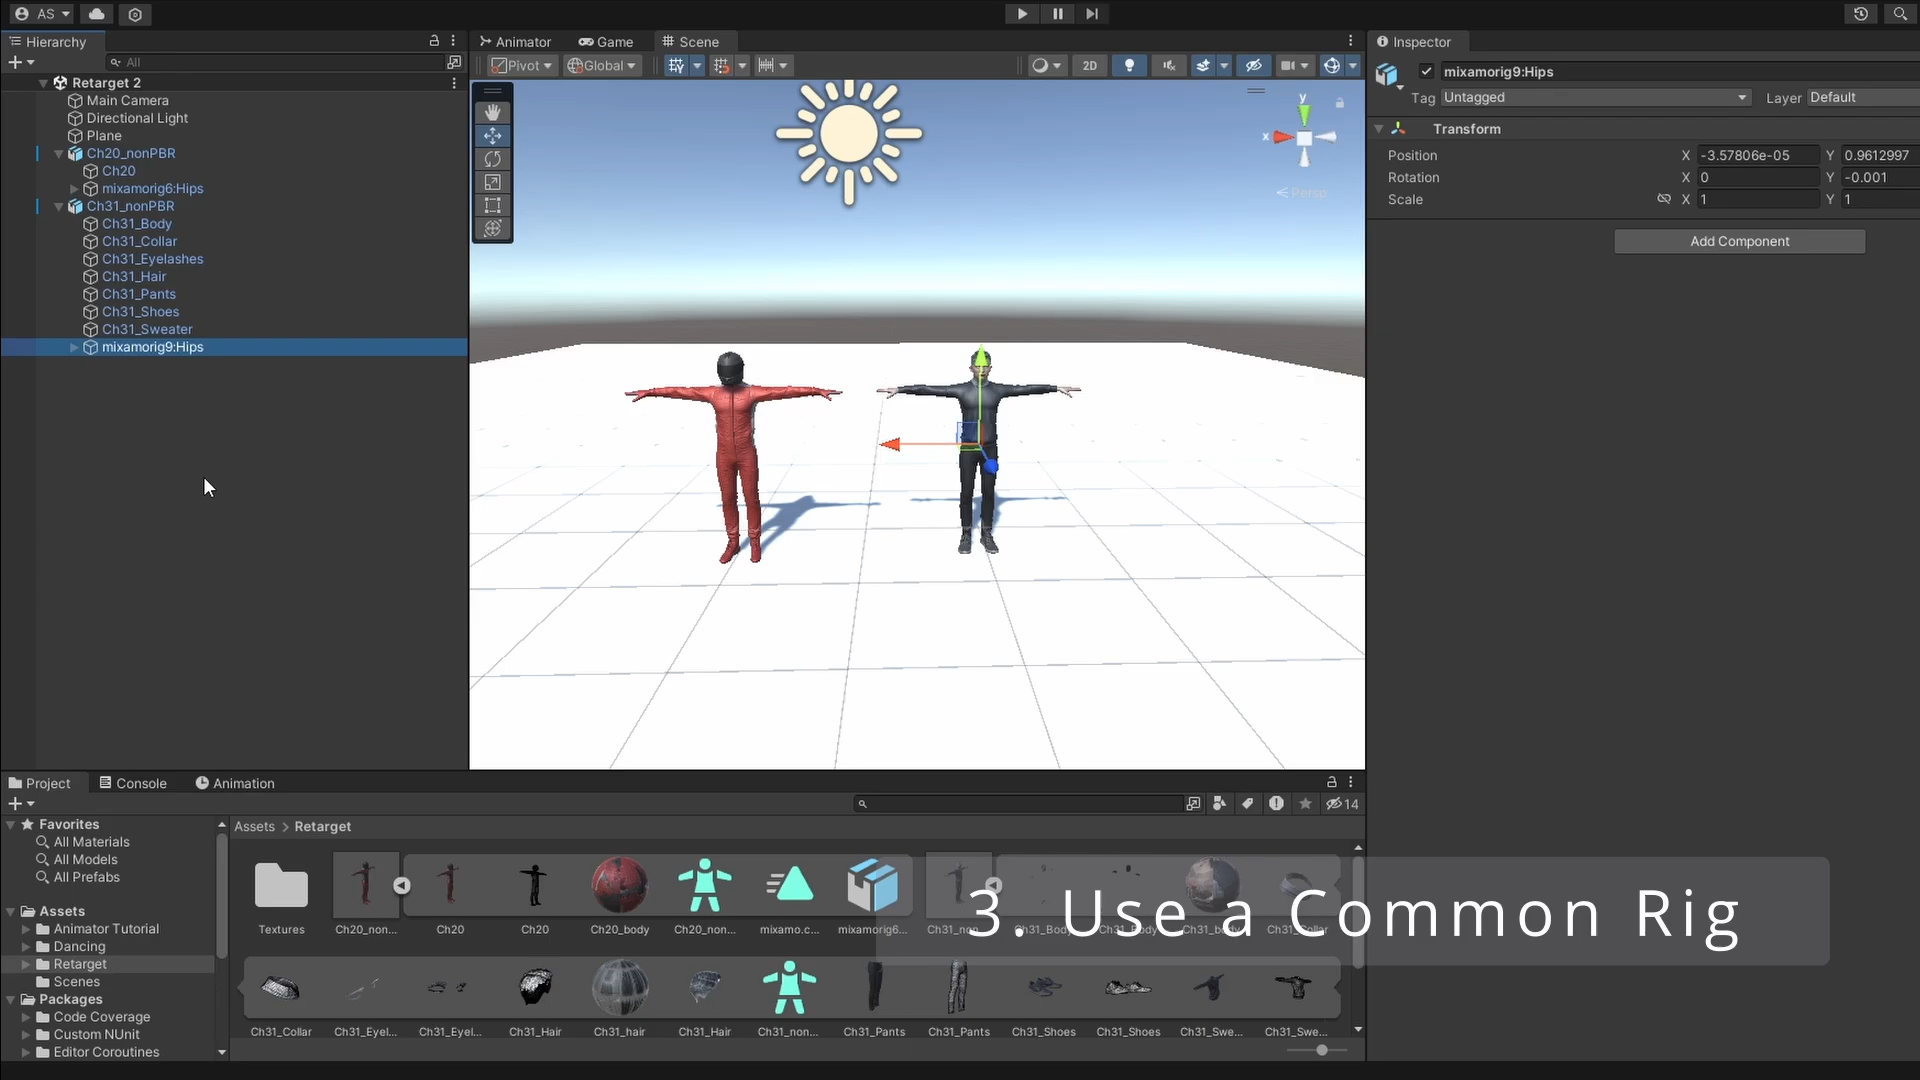 AS
Hierarchy
All
Retarget 2
Main Camera
Directional Light
Plane
Ch20_nonPBR
Ch20
mixamorig6:Hips
Ch31_nonPBR
Ch31_Body
Ch31_Collar
Ch31_Eyelashes
Ch31_Hair
Ch31_Pants
Ch31_Shoes
Ch31_Sweater
mixamorig9:Hips
Animator Game Scene
Pivot Global 2D
y
x
Persp
Inspector
mixamorig9:Hips
Tag Untagged Layer Default
Transform
Position X -3.57806e-05 Y 0.9612997
Rotation X 0 Y -0.001
Scale X 1 Y 1
Add Component
Project Console Animation
14
Favorites
All Materials
All Models
All Prefabs
Assets
Animator Tutorial
Dancing
Retarget
Scenes
Packages
Code Coverage
Custom NUnit
Editor Coroutines
Assets > Retarget
Textures Ch20_non... Ch20 Ch20 Ch20_body Ch20_non... mixamo.c... mixamorig6... Ch31_non Ch31_Body Ch31_Body Ch31_body Ch31_Collar
3. Use a Common Rig
Ch31_Collar Ch31_Eyel... Ch31_Eyel... Ch31_Hair Ch31_hair Ch31_Hair Ch31_non... Ch31_Pants Ch31_Pants Ch31_Shoes Ch31_Shoes Ch31_Swe... Ch31_Swe...